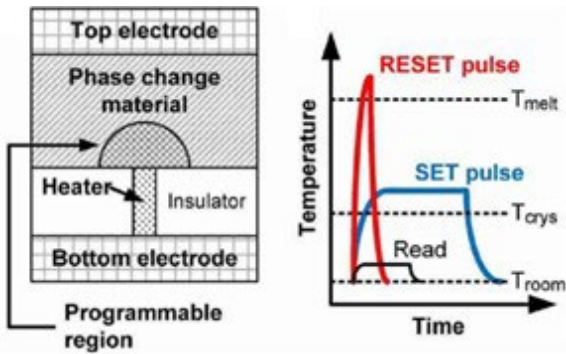 Top electrode
Phase change
material
Heater
Insulator
Bottom electrode
Programmable
region
Temperature
RESET pulse
T_melt
SET pulse
T_crys
Read
T_room
Time